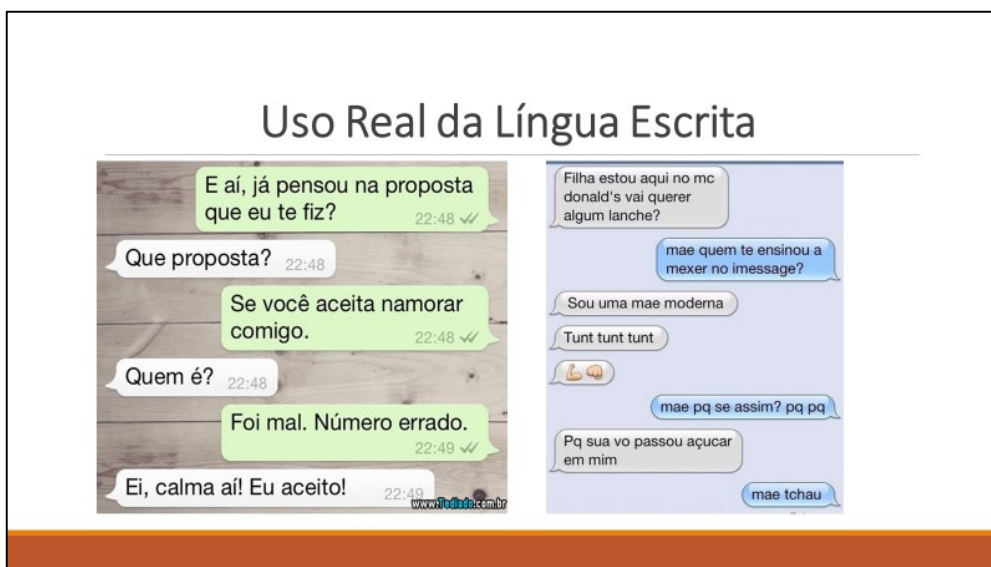 Uso Real da Língua Escrita
E aí, já pensou na proposta
que eu te fiz?
22:48
Que proposta? 22:48
Se você aceita namorar
comigo.
22:48
Quem é? 22:48
Foi mal. Número errado.
22:49
Ei, calma aí! Eu aceito! 22:49
www.Tediado.com.br
Filha estou aqui no mc
donald's vai querer
algum lanche?
mae quem te ensinou a
mexer no imessage?
Sou uma mae moderna
Tunt tunt tunt
💪👊
mae pq se assim? pq pq
Pq sua vo passou açucar
em mim
mae tchau